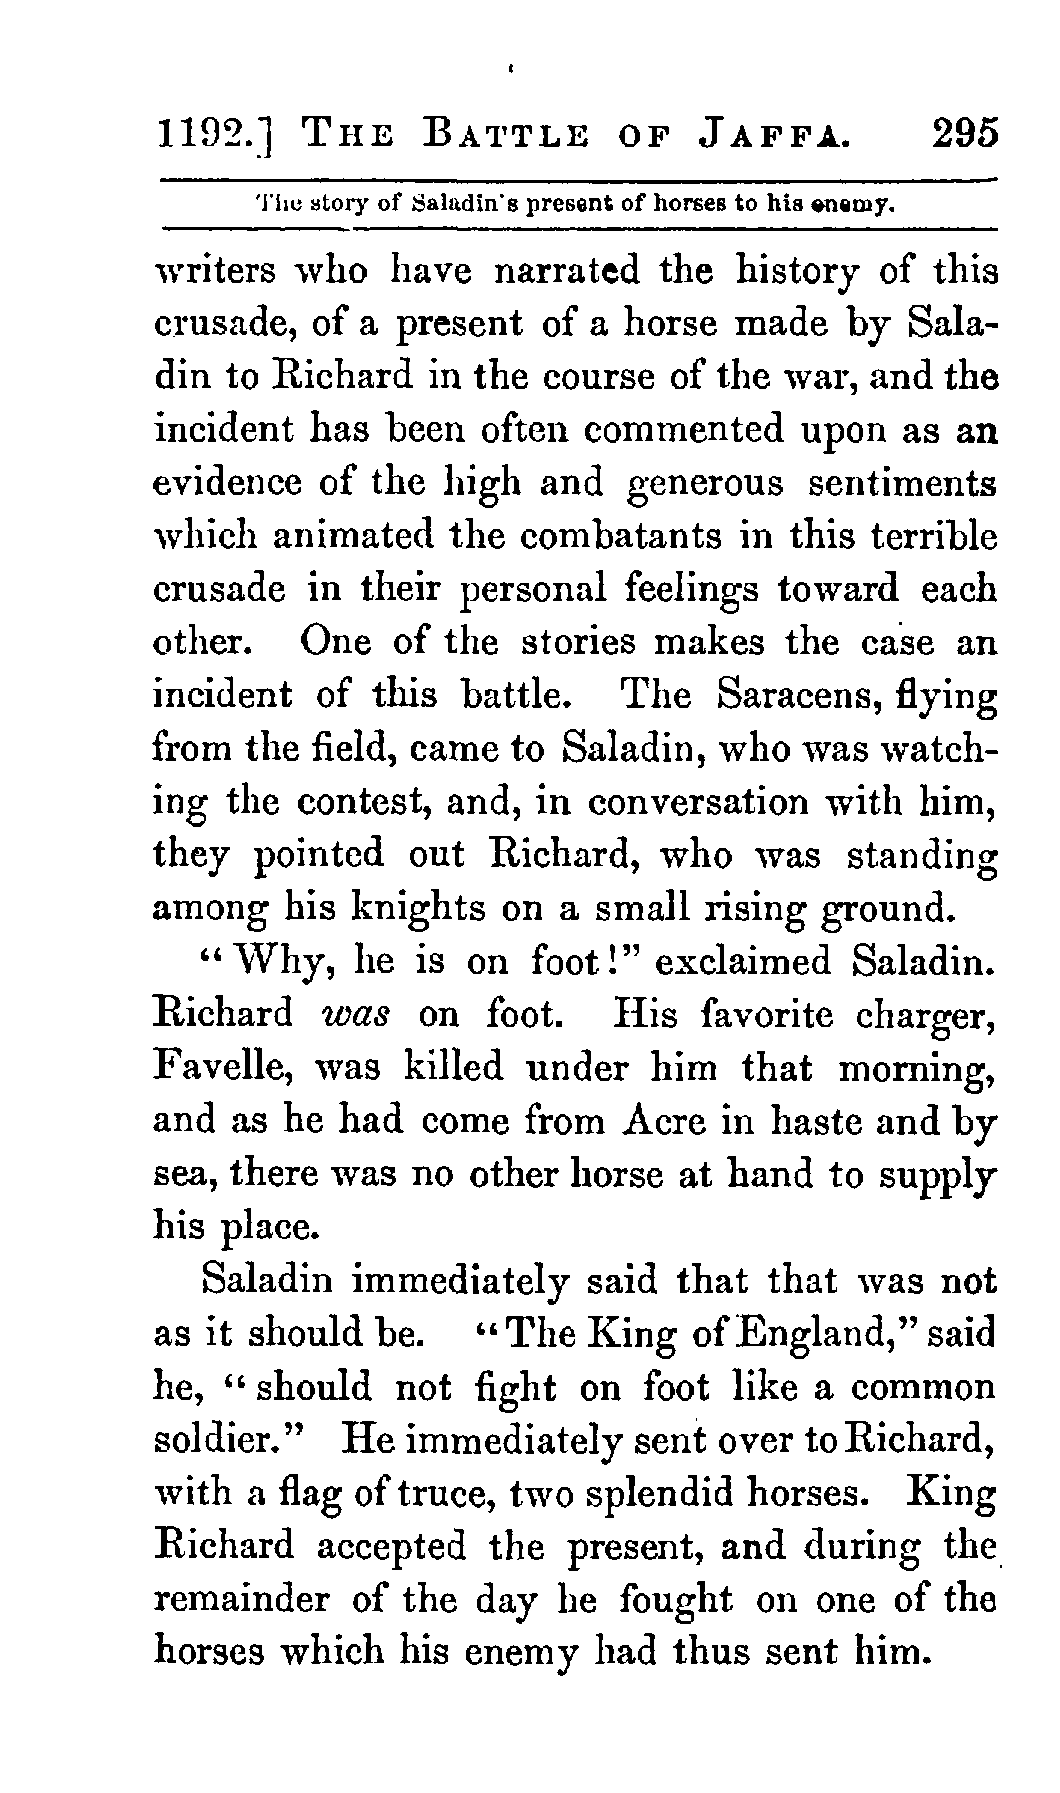 1192.] THE BATTLE OF JAFFA. 295
The story of Saladin's present of horses to his enemy.
writers who have narrated the history of this
crusade, of a present of a horse made by Sala-
din to Richard in the course of the war, and the
incident has been often commented upon as an
evidence of the high and generous sentiments
which animated the combatants in this terrible
crusade in their personal feelings toward each
other. One of the stories makes the case an
incident of this battle. The Saracens, flying
from the field, came to Saladin, who was watch-
ing the contest, and, in conversation with him,
they pointed out Richard, who was standing
among his knights on a small rising ground.
“Why, he is on foot!” exclaimed Saladin.
Richard was on foot. His favorite charger,
Favelle, was killed under him that morning,
and as he had come from Acre in haste and by
sea, there was no other horse at hand to supply
his place.
Saladin immediately said that that was not
as it should be. “The King of England,” said
he, “should not fight on foot like a common
soldier.” He immediately sent over to Richard,
with a flag of truce, two splendid horses. King
Richard accepted the present, and during the
remainder of the day he fought on one of the
horses which his enemy had thus sent him.